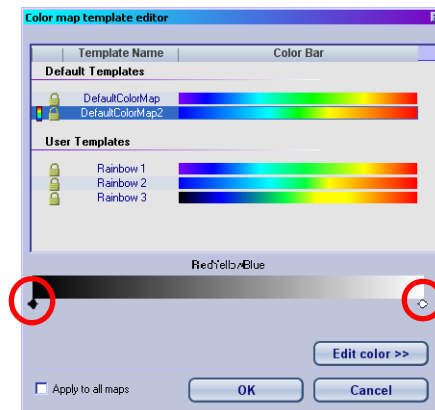 Color map template editor
Template Name Color Bar
Default Templates
DefaultColorMap
DefaultColorMap2
User Templates
Rainbow 1
Rainbow 2
Rainbow 3
RedYellowBlue
Edit color >>
Apply to all maps OK Cancel